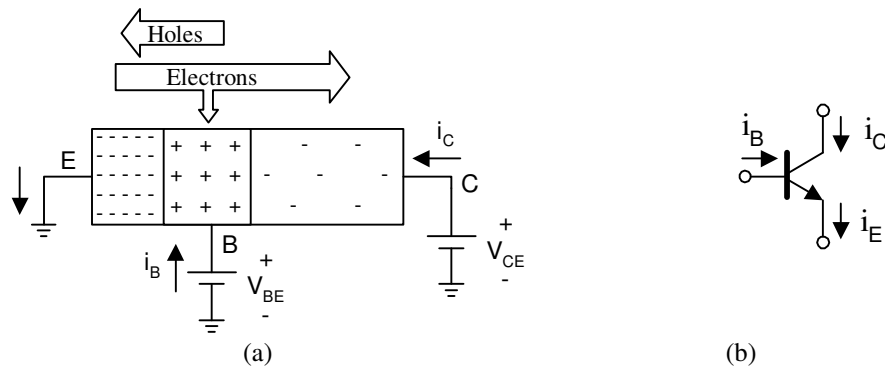 Holes
Electrons
E
- - - - -
- - - - -
- - - - -
- - - - -
- - - - -
+ + +
+ + +
+ + +
- - -
- - -
- - -
i_C
C
B
i_B
+
V_BE
-
+
V_CE
-
(a)
i_B
i_C
i_E
(b)